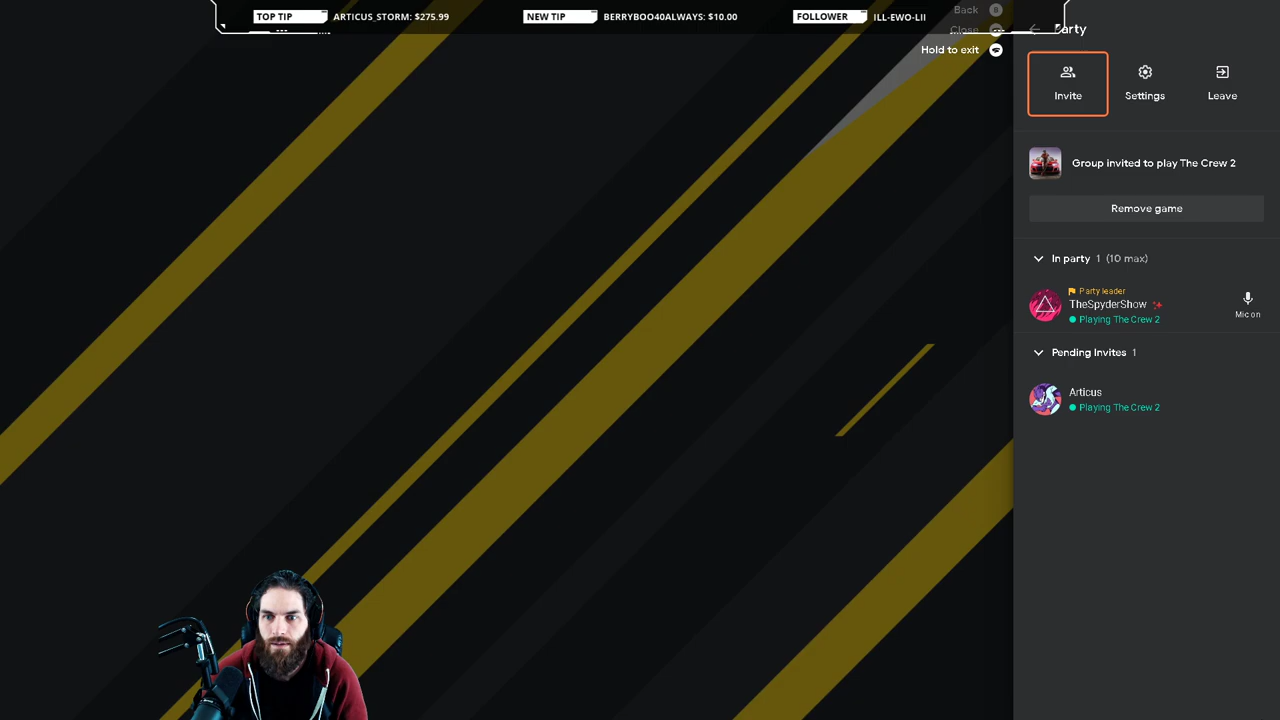 TOP TIP ARTICUS_STORM: $275.99 NEW TIP BERRYBOO40ALWAYS: $10.00 FOLLOWER ILL-EWO-LII
Back B
Close
Hold to exit
Party
Invite Settings Leave
Group invited to play The Crew 2
Remove game
In party 1 (10 max)
Party leader
TheSpyderShow
Playing The Crew 2
Mic on
Pending Invites 1
Articus
Playing The Crew 2